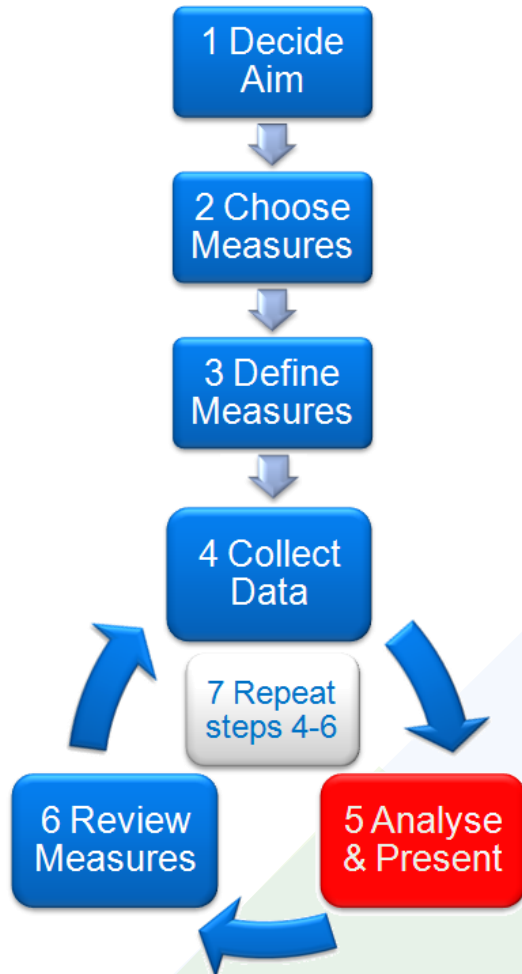 1 Decide
Aim
2 Choose
Measures
3 Define
Measures
4 Collect
Data
7 Repeat
steps 4-6
6 Review
Measures
5 Analyse
& Present